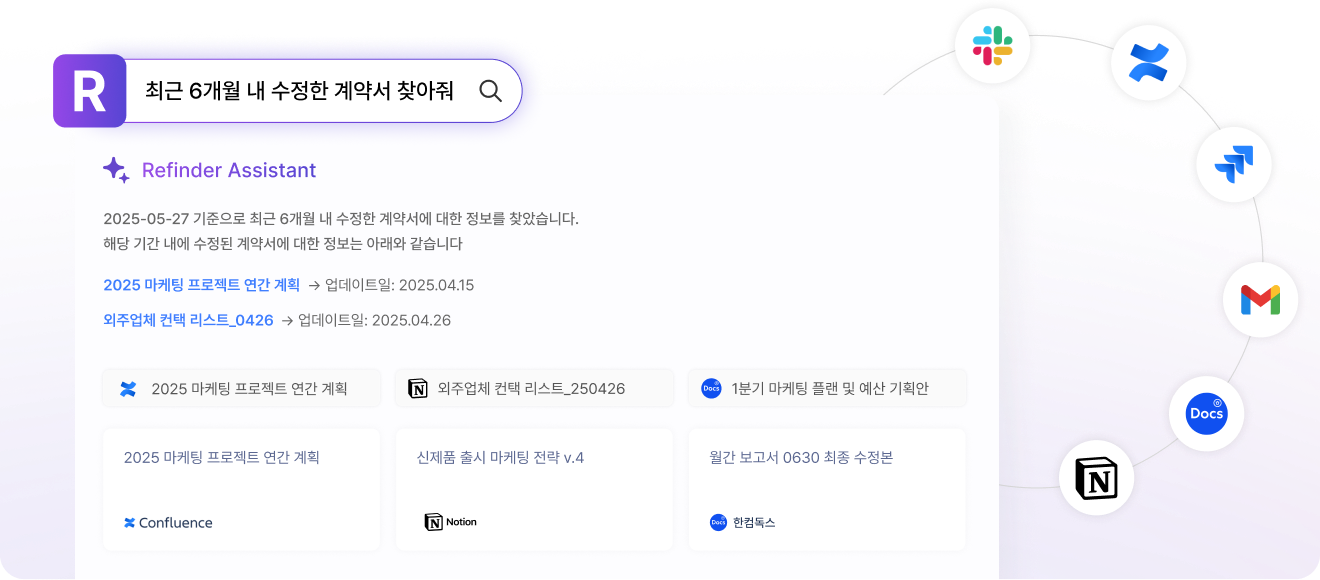 R 최근 6개월 내 수정한 계약서 찾아줘
Refinder Assistant
2025-05-27 기준으로 최근 6개월 내 수정한 계약서에 대한 정보를 찾았습니다.
해당 기간 내에 수정된 계약서에 대한 정보는 아래와 같습니다
2025 마케팅 프로젝트 연간 계획 → 업데이트일: 2025.04.15
외주업체 컨택 리스트_0426 → 업데이트일: 2025.04.26
2025 마케팅 프로젝트 연간 계획
N 외주업체 컨택 리스트_250426
Docs 1분기 마케팅 플랜 및 예산 기획안
2025 마케팅 프로젝트 연간 계획
Confluence
신제품 출시 마케팅 전략 v.4
N Notion
월간 보고서 0630 최종 수정본
Docs 한컴독스
Docs
N